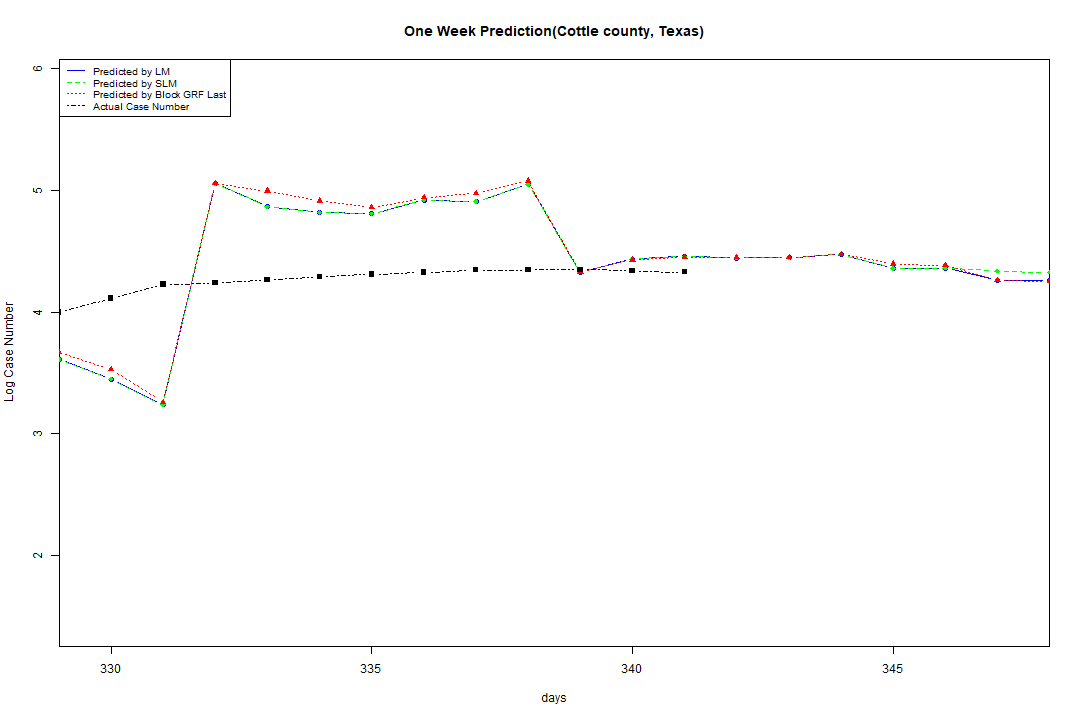 One Week Prediction(Cottle county, Texas)
Predicted by LM
Predicted by SLM
Predicted by Block GRF Last
Actual Case Number
6
5
4
3
2
Log Case Number
330
335
340
345
days